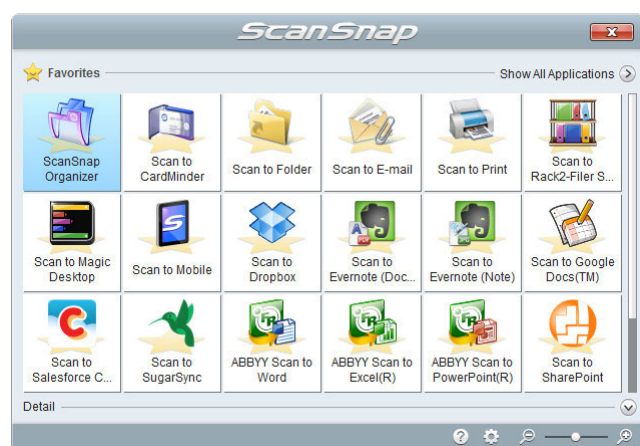 ScanSnap
Favorites
Show All Applications
ScanSnap
Organizer
Scan to
CardMinder
Scan to Folder
Scan to E-mail
Scan to Print
Scan to
Rack2-Filer S...
Scan to Magic
Desktop
Scan to Mobile
Scan to
Dropbox
Scan to
Evernote (Doc...
Scan to
Evernote (Note)
Scan to Google
Docs(TM)
Scan to
Salesforce C...
Scan to
SugarSync
ABBYY Scan to
Word
ABBYY Scan to
Excel(R)
ABBYY Scan to
PowerPoint(R)
Scan to
SharePoint
Detail